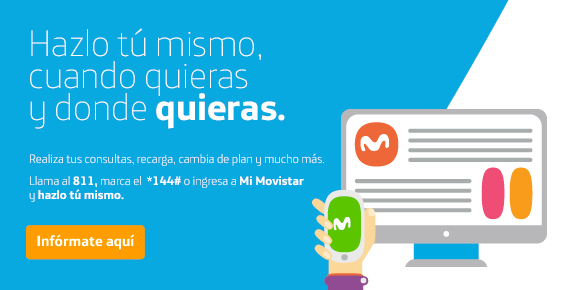 Hazlo tú mismo,
cuando quieras
y donde quieras.
Realiza tus consultas, recarga, cambia de plan y mucho más.
Llama al 811, marca el *144# o ingresa a Mi Movistar
y hazlo tú mismo.
Infórmate aquí